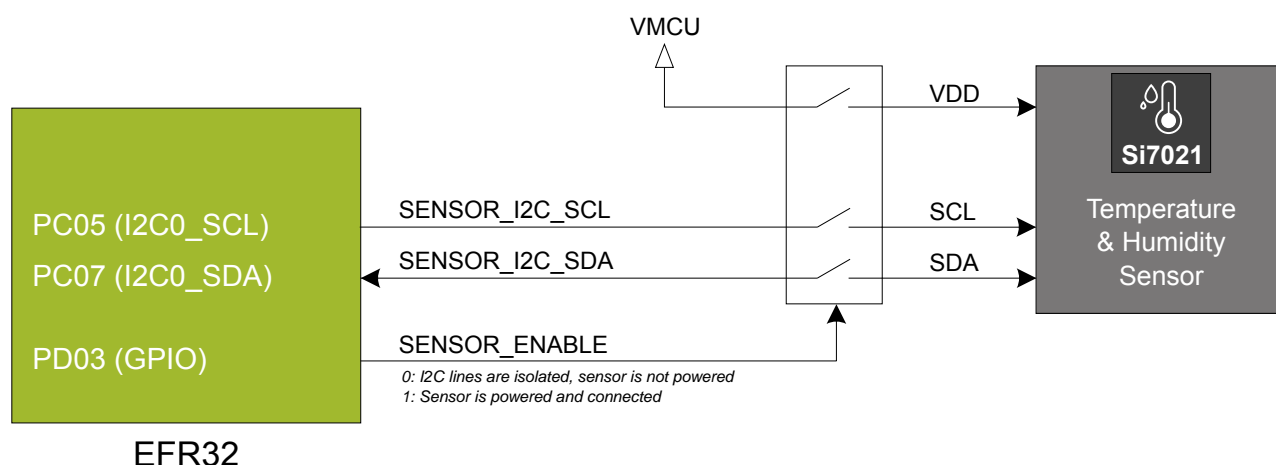 VMCU
VDD
Si7021
PC05 (I2C0_SCL)
SENSOR_I2C_SCL
SCL
Temperature
& Humidity
Sensor
PC07 (I2C0_SDA)
SENSOR_I2C_SDA
SDA
PD03 (GPIO)
SENSOR_ENABLE
0: I2C lines are isolated, sensor is not powered
1: Sensor is powered and connected
EFR32